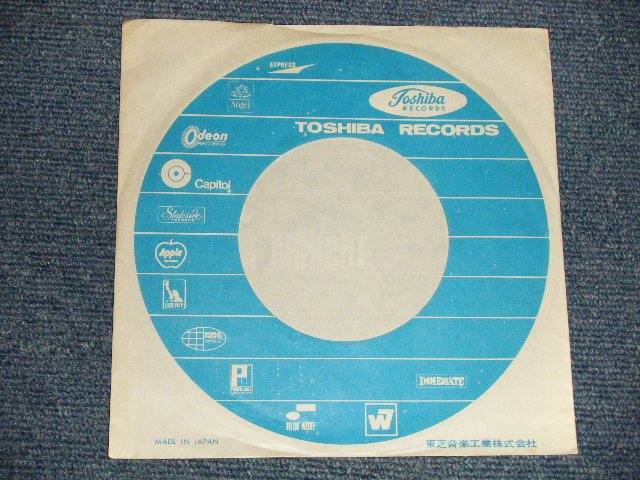 EXPRESS
Angel
Toshiba
RECORDS
TOSHIBA RECORDS
Odeon
Capitol
Stateside
Apple
LIBERTY
IMMEDIATE
BLUE NOTE
W7
MADE IN JAPAN
東芝音楽工業株式会社